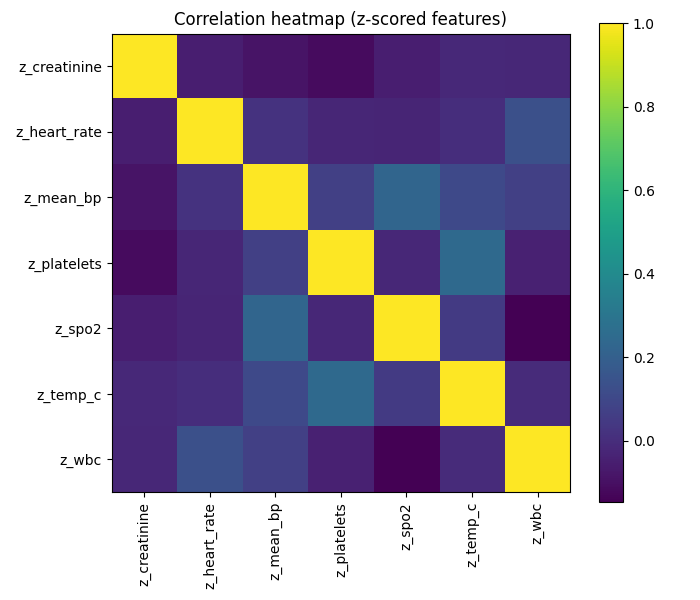 Correlation heatmap (z-scored features)
z_creatinine
z_heart_rate
z_mean_bp
z_platelets
z_spo2
z_temp_c
z_wbc
z_creatinine
z_heart_rate
z_mean_bp
z_platelets
z_spo2
z_temp_c
z_wbc
1.0
0.8
0.6
0.4
0.2
0.0